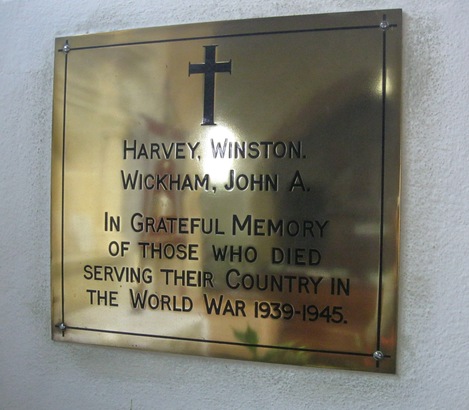 HARVEY, WINSTON.
WICKHAM, JOHN A.
IN GRATEFUL MEMORY
OF THOSE WHO DIED
SERVING THEIR COUNTRY IN
THE WORLD WAR 1939-1945.